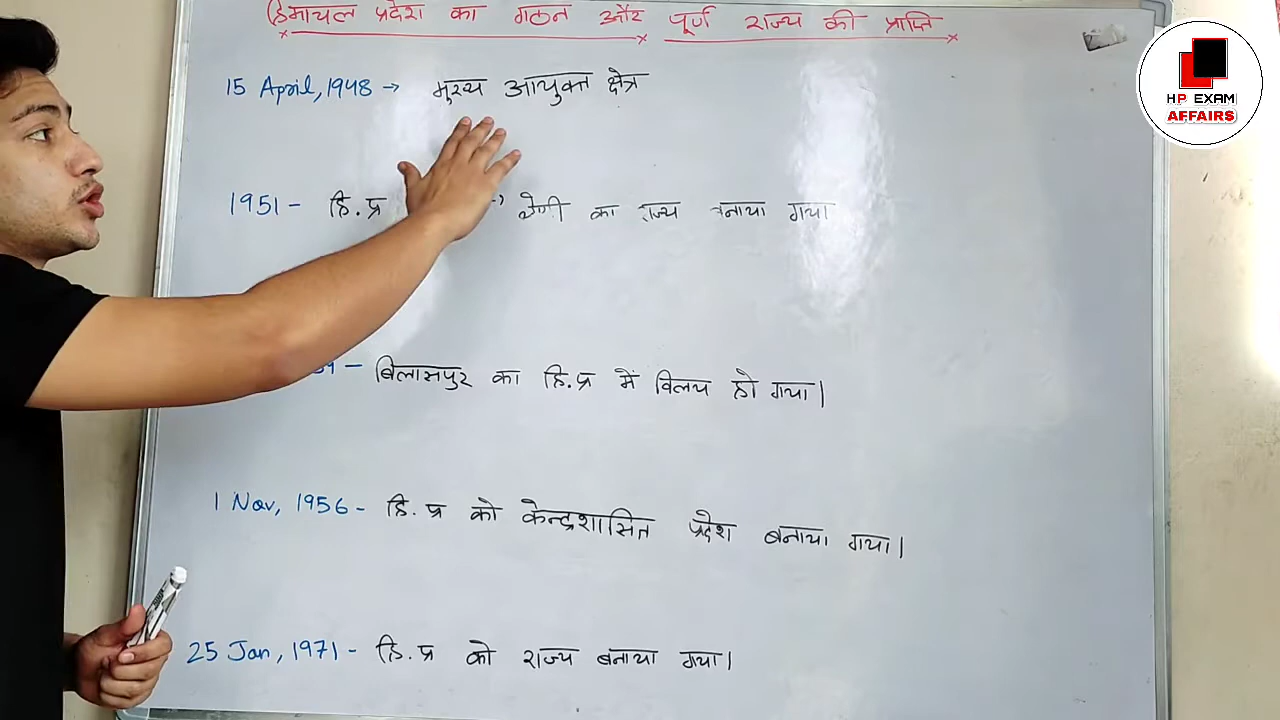 हिमाचल प्रदेश का गठन और पूर्ण राज्य की प्राप्ति
15 April, 1948 → मुख्य आयुक्त क्षेत्र
1951 - हि.प्र श्रेणी का राज्य बनाया गया
- बिलासपुर का हि.प्र में विलय हो गया।
1 Nov, 1956 - हि. प्र को केन्द्रशासित प्रदेश बनाया गया।
25 Jan, 1971 - हि. प्र को राज्य बनाया गया।
HP EXAM
AFFAIRS